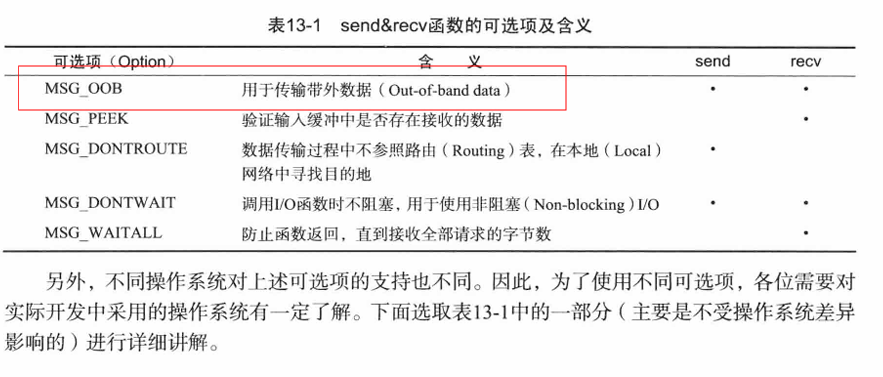 表13-1 send&recv函数的可选项及含义
可选项（Option） 含 义 send recv
MSG_OOB 用于传输带外数据（Out-of-band data） • •
MSG_PEEK 验证输入缓冲中是否存在接收的数据 •
MSG_DONTROUTE 数据传输过程中不参照路由（Routing）表，在本地（Local） •
网络中寻找目的地
MSG_DONTWAIT 调用I/O函数时不阻塞，用于使用非阻塞（Non-blocking）I/O • •
MSG_WAITALL 防止函数返回，直到接收全部请求的字节数 •
另外，不同操作系统对上述可选项的支持也不同。因此，为了使用不同可选项，各位需要对
实际开发中采用的操作系统有一定了解。下面选取表13-1中的一部分（主要是不受操作系统差异
影响的）进行详细讲解。